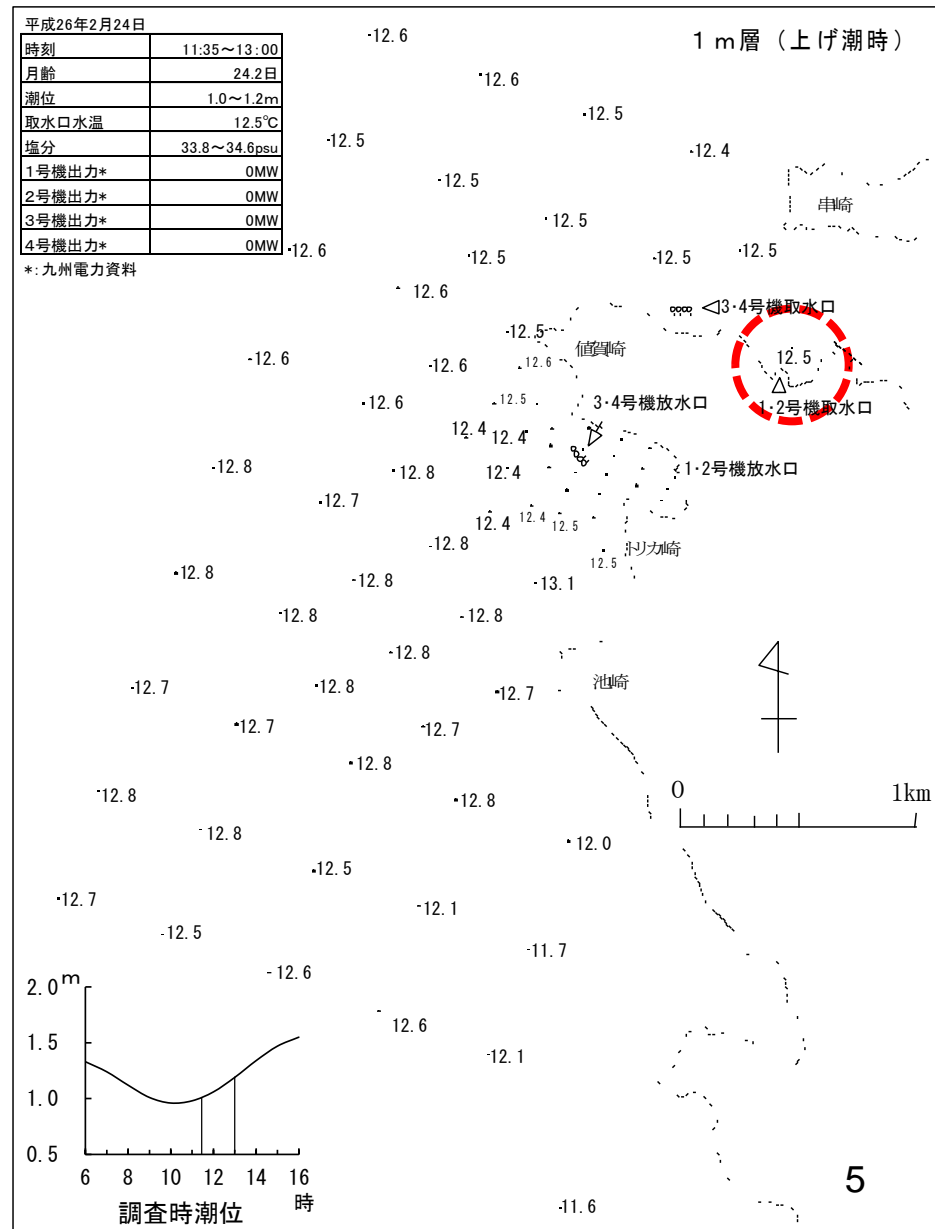 平成26年2月24日
時刻 11:35～13:00
月齢 24.2日
潮位 1.0～1.2m
取水口水温 12.5℃
塩分 33.8～34.6psu
1号機出力* 0MW
2号機出力* 0MW
3号機出力* 0MW
4号機出力* 0MW
*:九州電力資料
1m層(上げ潮時)
12.6
12.6
12.5
12.5
12.4
12.5
串崎
12.5
12.6
12.5
12.5
12.5
12.6
3・4号機取水口
12.5
値賀崎
12.6
12.6
12.6
12.5
12.6
12.5
3・4号機放水口
1・2号機取水口
12.4
12.4
12.8
12.8
12.4
1・2号機放水口
12.7
12.4
12.4
12.5
12.8
トリカ崎
12.5
12.8
12.8
13.1
12.8
12.8
12.8
池崎
12.7
12.8
12.7
12.7
12.7
12.8
12.8
12.8
12.8
12.0
12.5
12.7
12.1
12.5
11.7
12.6
12.6
12.1
11.6
0 1km
2.0 m
1.5
1.0
0.5
6 8 10 12 14 16 時
調査時潮位
5